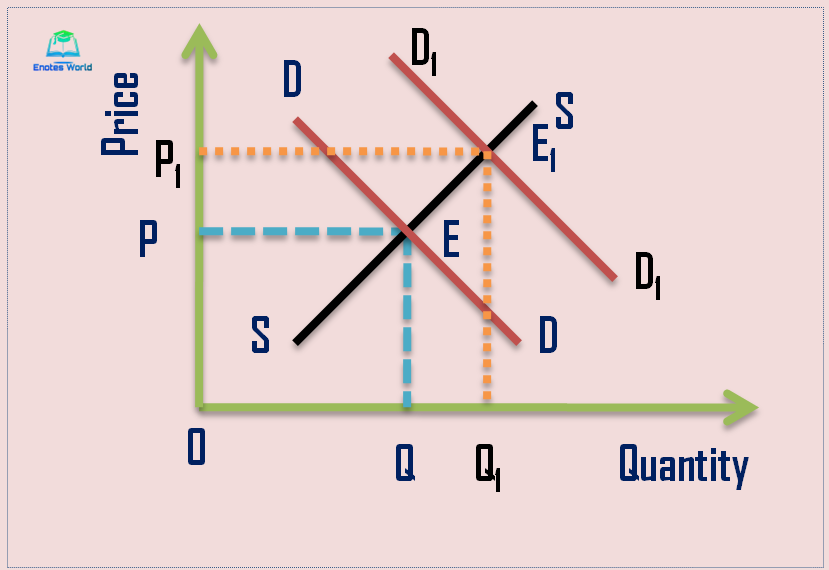 Enotes World
Price
D
D1
S
E1
P1
P
E
D1
S
D
O
Q
Q1
Quantity